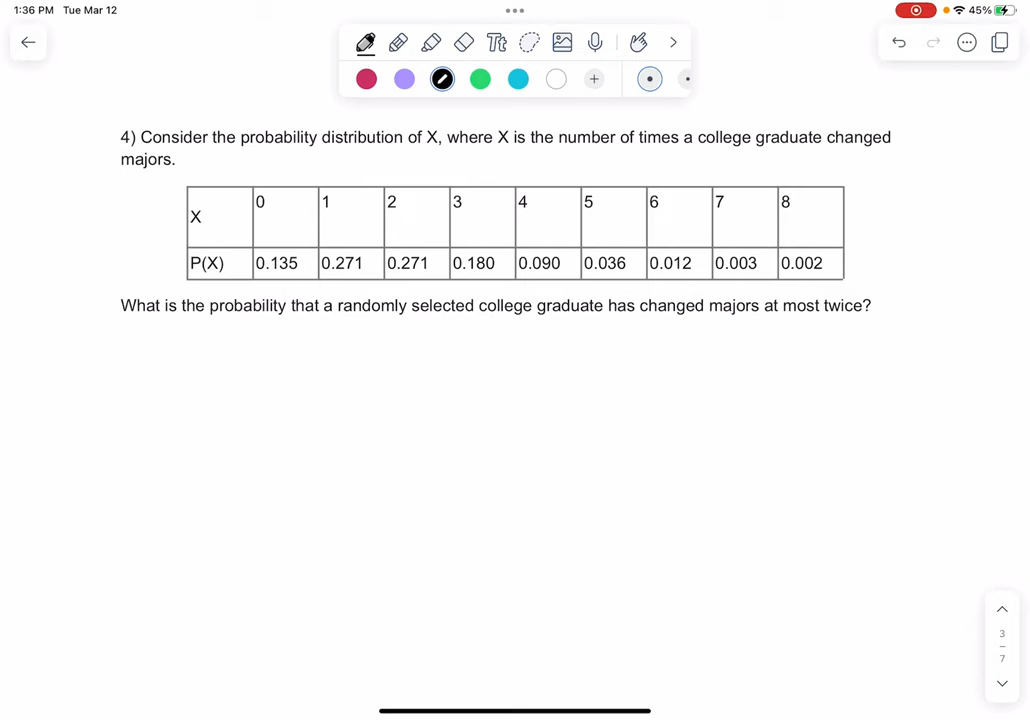 1:36 PM Tue Mar 12
45%
Tt
4) Consider the probability distribution of X, where X is the number of times a college graduate changed
majors.
X 0 1 2 3 4 5 6 7 8
P(X) 0.135 0.271 0.271 0.180 0.090 0.036 0.012 0.003 0.002
What is the probability that a randomly selected college graduate has changed majors at most twice?
3
–
7